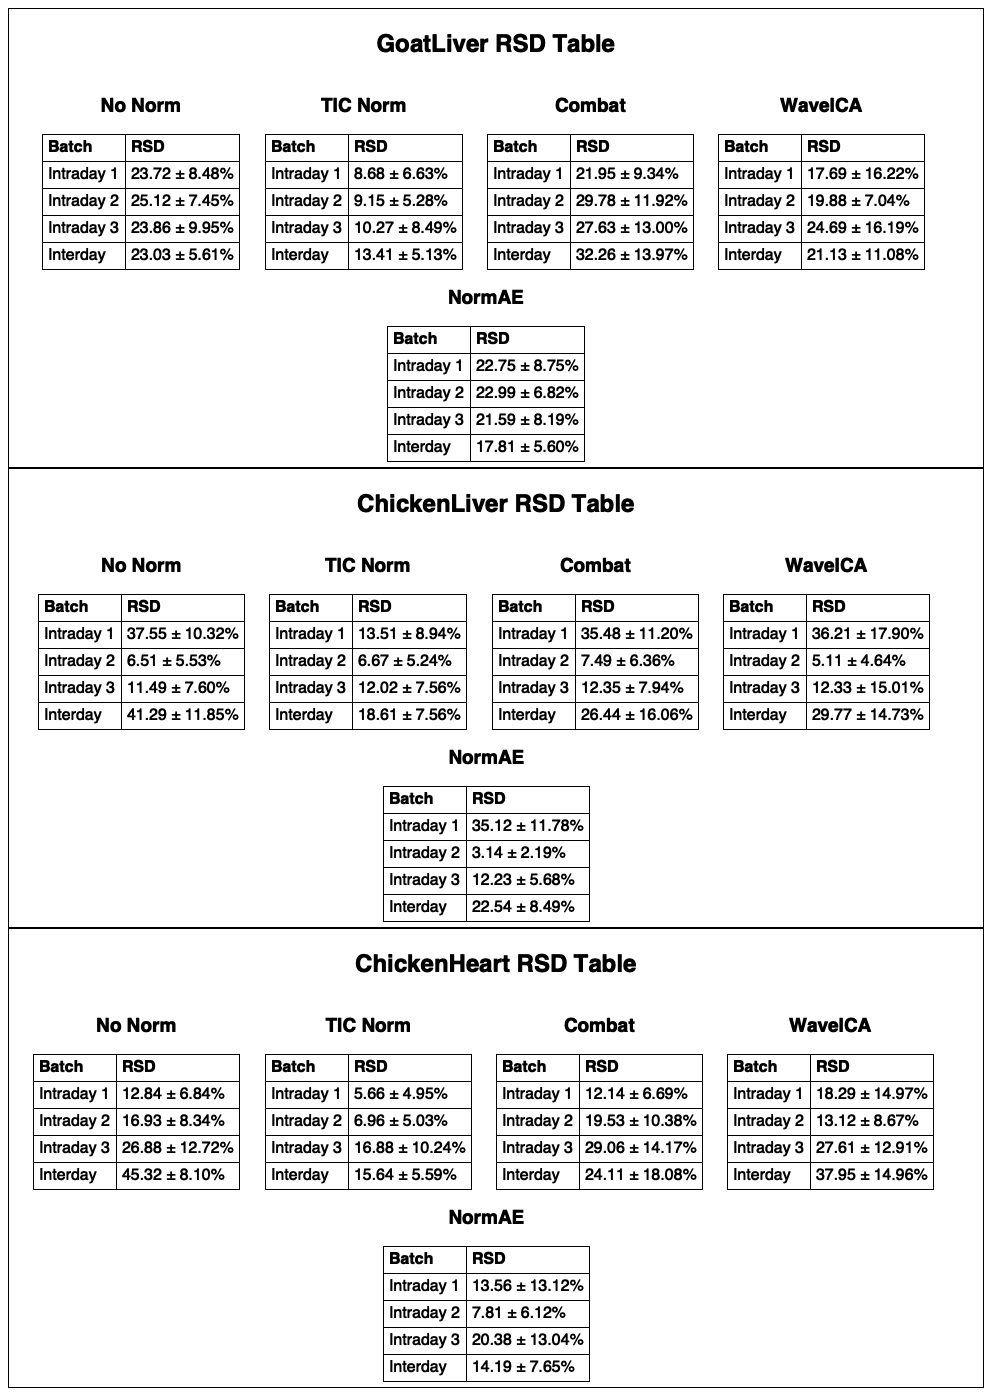 GoatLiver RSD Table
No Norm
Batch RSD
Intraday 1 23.72 ± 8.48%
Intraday 2 25.12 ± 7.45%
Intraday 3 23.86 ± 9.95%
Interday 23.03 ± 5.61%
TIC Norm
Batch RSD
Intraday 1 8.68 ± 6.63%
Intraday 2 9.15 ± 5.28%
Intraday 3 10.27 ± 8.49%
Interday 13.41 ± 5.13%
Combat
Batch RSD
Intraday 1 21.95 ± 9.34%
Intraday 2 29.78 ± 11.92%
Intraday 3 27.63 ± 13.00%
Interday 32.26 ± 13.97%
WaveICA
Batch RSD
Intraday 1 17.69 ± 16.22%
Intraday 2 19.88 ± 7.04%
Intraday 3 24.69 ± 16.19%
Interday 21.13 ± 11.08%
NormAE
Batch RSD
Intraday 1 22.75 ± 8.75%
Intraday 2 22.99 ± 6.82%
Intraday 3 21.59 ± 8.19%
Interday 17.81 ± 5.60%
ChickenLiver RSD Table
No Norm
Batch RSD
Intraday 1 37.55 ± 10.32%
Intraday 2 6.51 ± 5.53%
Intraday 3 11.49 ± 7.60%
Interday 41.29 ± 11.85%
TIC Norm
Batch RSD
Intraday 1 13.51 ± 8.94%
Intraday 2 6.67 ± 5.24%
Intraday 3 12.02 ± 7.56%
Interday 18.61 ± 7.56%
Combat
Batch RSD
Intraday 1 35.48 ± 11.20%
Intraday 2 7.49 ± 6.36%
Intraday 3 12.35 ± 7.94%
Interday 26.44 ± 16.06%
WaveICA
Batch RSD
Intraday 1 36.21 ± 17.90%
Intraday 2 5.11 ± 4.64%
Intraday 3 12.33 ± 15.01%
Interday 29.77 ± 14.73%
NormAE
Batch RSD
Intraday 1 35.12 ± 11.78%
Intraday 2 3.14 ± 2.19%
Intraday 3 12.23 ± 5.68%
Interday 22.54 ± 8.49%
ChickenHeart RSD Table
No Norm
Batch RSD
Intraday 1 12.84 ± 6.84%
Intraday 2 16.93 ± 8.34%
Intraday 3 26.88 ± 12.72%
Interday 45.32 ± 8.10%
TIC Norm
Batch RSD
Intraday 1 5.66 ± 4.95%
Intraday 2 6.96 ± 5.03%
Intraday 3 16.88 ± 10.24%
Interday 15.64 ± 5.59%
Combat
Batch RSD
Intraday 1 12.14 ± 6.69%
Intraday 2 19.53 ± 10.38%
Intraday 3 29.06 ± 14.17%
Interday 24.11 ± 18.08%
WaveICA
Batch RSD
Intraday 1 18.29 ± 14.97%
Intraday 2 13.12 ± 8.67%
Intraday 3 27.61 ± 12.91%
Interday 37.95 ± 14.96%
NormAE
Batch RSD
Intraday 1 13.56 ± 13.12%
Intraday 2 7.81 ± 6.12%
Intraday 3 20.38 ± 13.04%
Interday 14.19 ± 7.65%